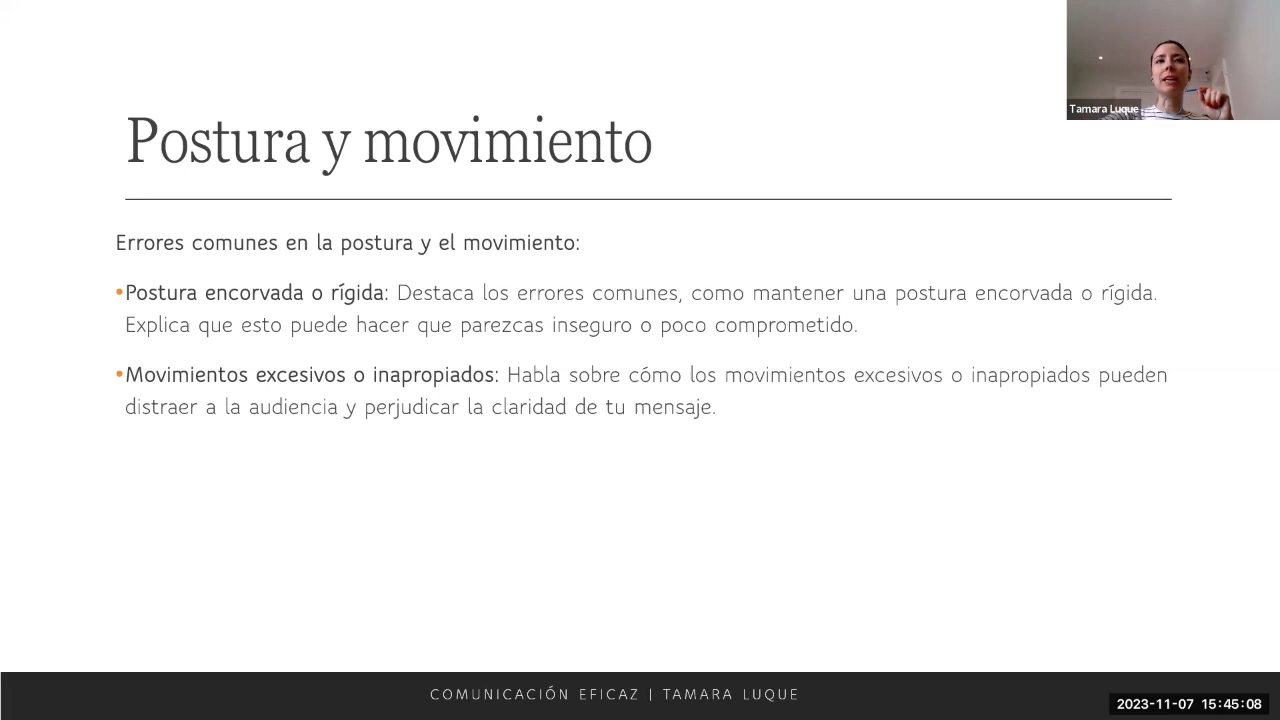 Tamara Luque
Postura y movimiento
Errores comunes en la postura y el movimiento:
•Postura encorvada o rígida: Destaca los errores comunes, como mantener una postura encorvada o rígida.
Explica que esto puede hacer que parezcas inseguro o poco comprometido.
•Movimientos excesivos o inapropiados: Habla sobre cómo los movimientos excesivos o inapropiados pueden
distraer a la audiencia y perjudicar la claridad de tu mensaje.
COMUNICACIÓN EFICAZ | TAMARA LUQUE
2023-11-07 15:45:08